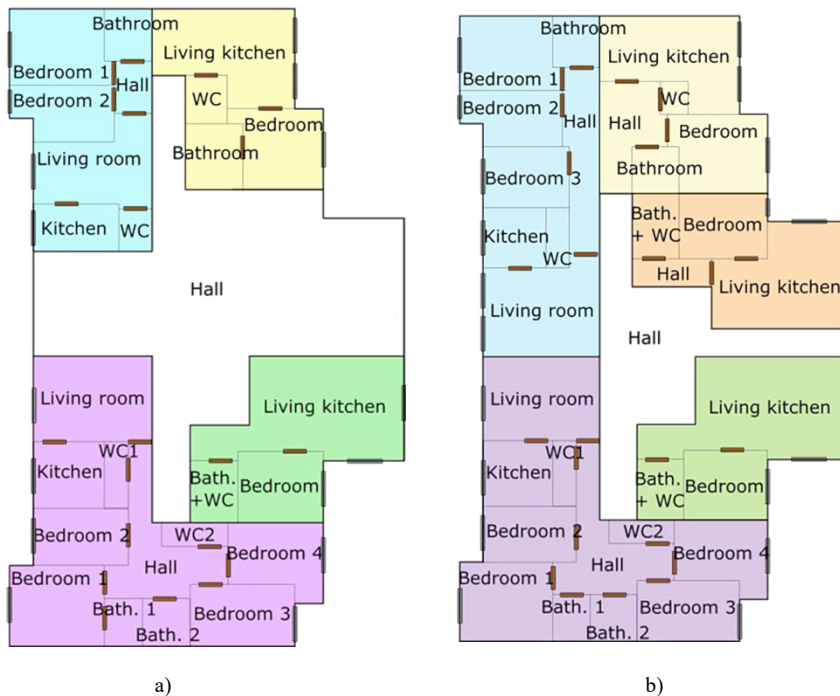 Bathroom
Living kitchen
Bedroom 1
Hall
Bedroom 2
WC
Bedroom
Bathroom
Living room
Kitchen
WC
Hall
Living room
Living kitchen
WC1
Kitchen
Bath.
+WC
Bedroom
Bedroom 2
WC2
Bedroom 4
Hall
Bedroom 1
Bath. 1
Bedroom 3
Bath. 2
a)
Bathroom
Living kitchen
Bedroom 1
WC
Bedroom 2
Hall
Hall
Bedroom
Bathroom
Bedroom 3
Bath.
+ WC
Bedroom
Kitchen
WC
Hall
Living kitchen
Living room
Hall
Living room
Living kitchen
WC1
Kitchen
Bath.
+ WC
Bedroom
Bedroom 2
WC2
Bedroom 4
Hall
Bedroom 1
Bath. 1
Bedroom 3
Bath. 2
b)